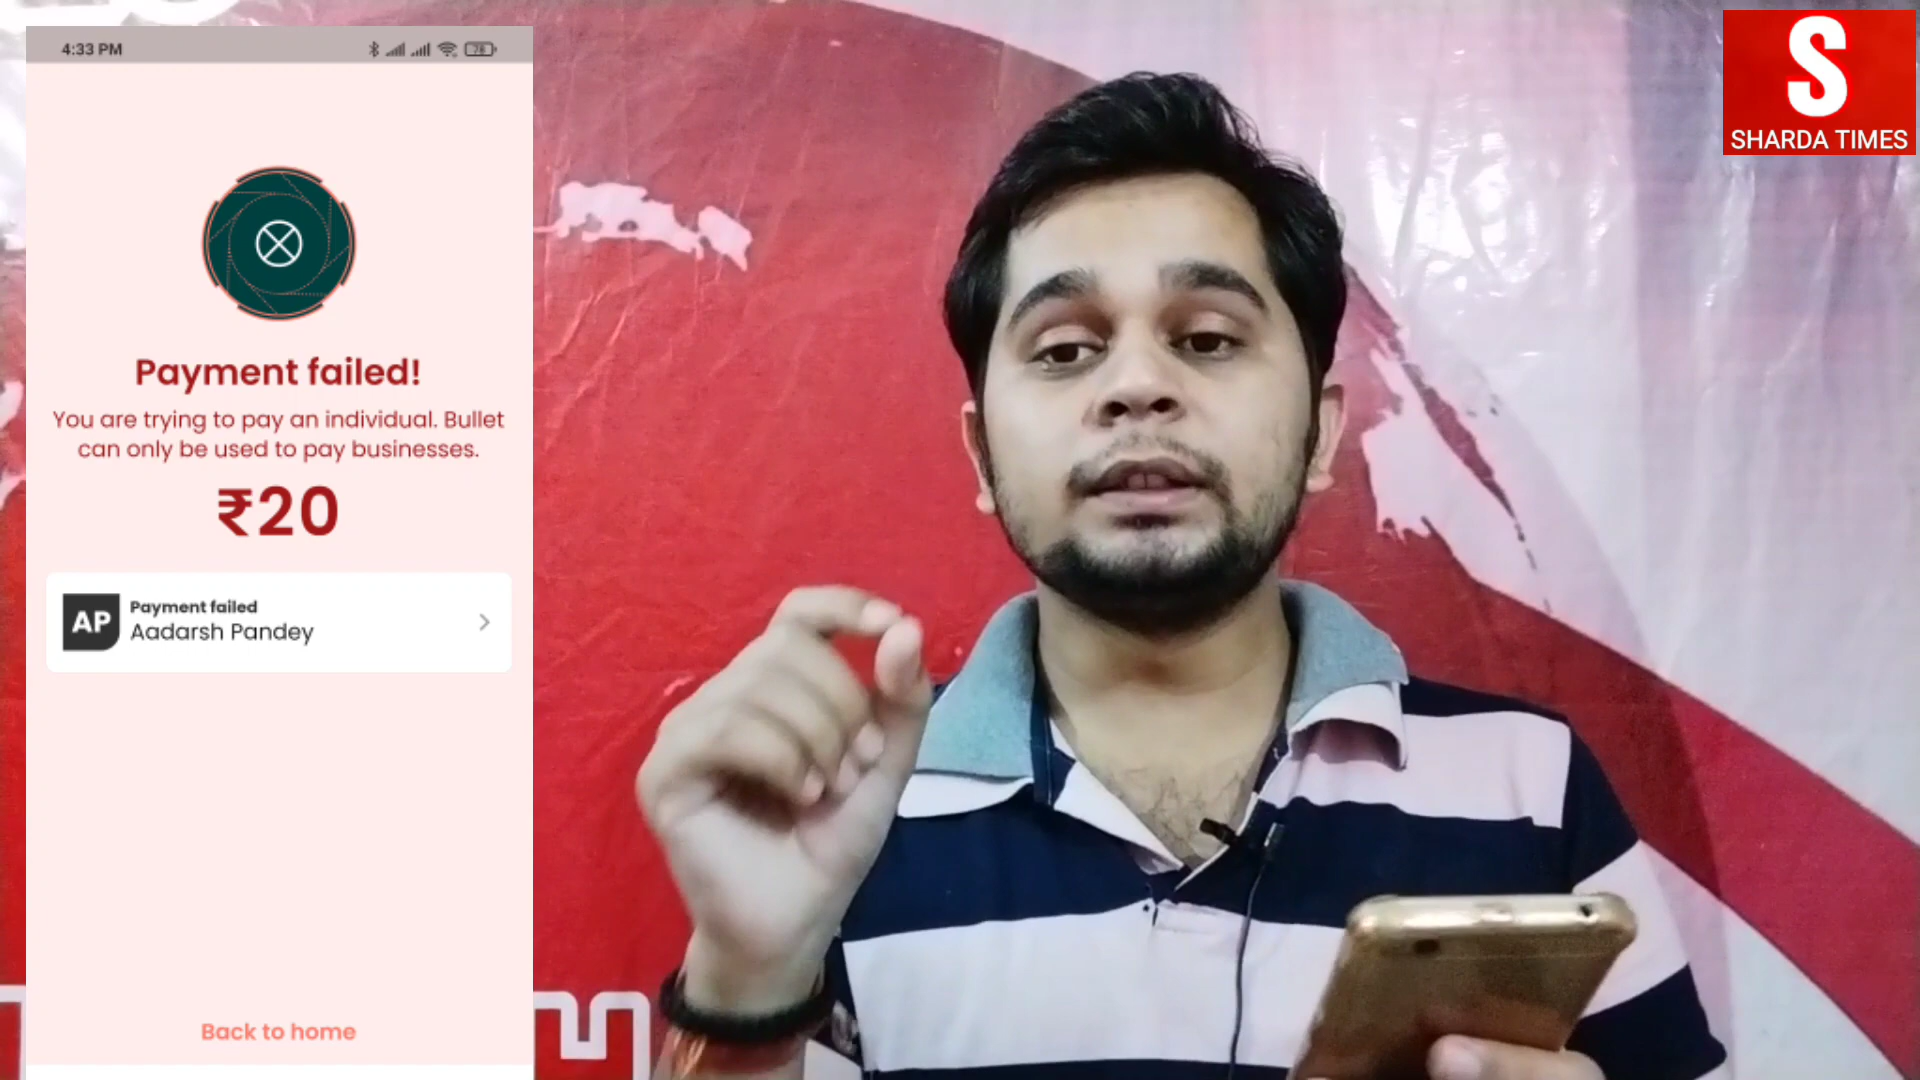 4:33 PM
78
Payment failed!
You are trying to pay an individual. Bullet
can only be used to pay businesses.
₹20
AP
Payment failed
Aadarsh Pandey
Back to home
S
SHARDA TIMES